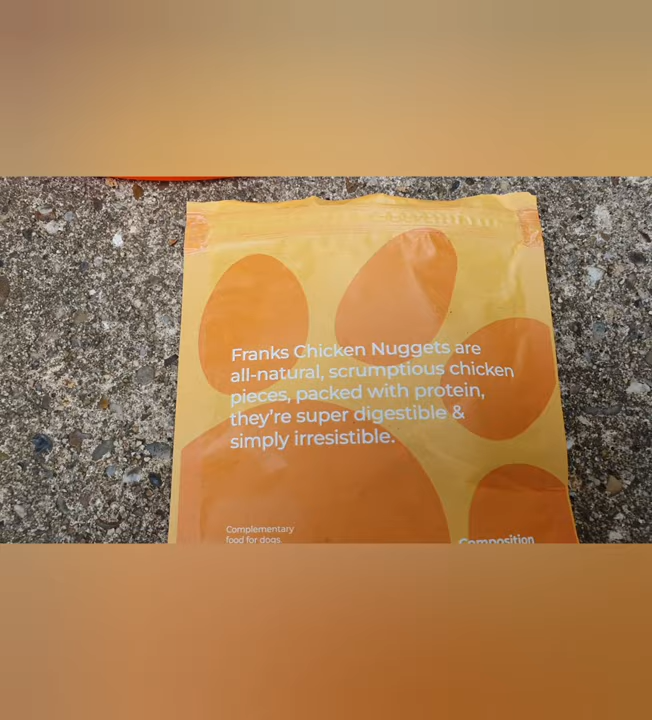 Franks Chicken Nuggets are
all-natural, scrumptious chicken
pieces, packed with protein,
they're super digestible &
simply irresistible.
Complementary
food for dogs
Composition